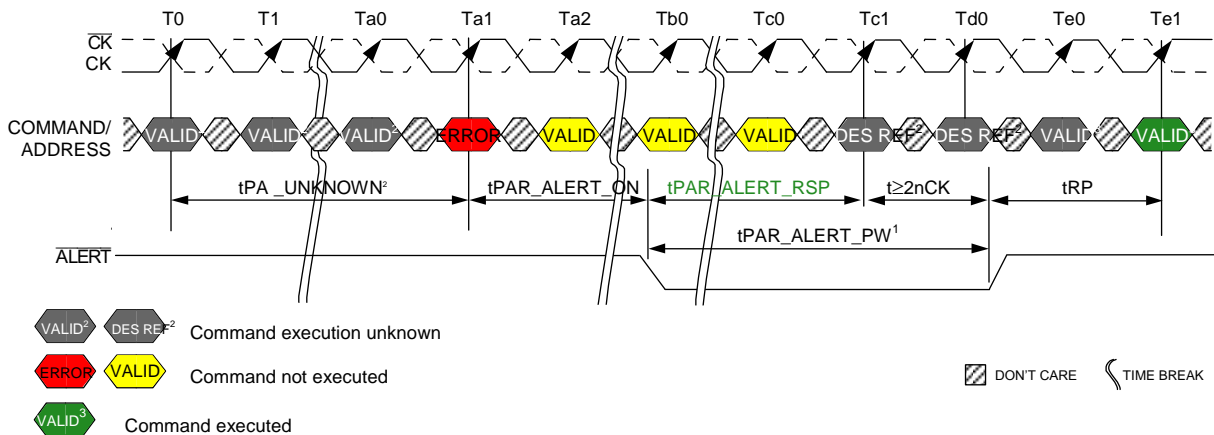 T0 T1 Ta0 Ta1 Ta2 Tb0 Tc0 Tc1 Td0 Te0 Te1
CK
CK
COMMAND/
ADDRESS
VALID VALID VALID² ERROR VALID VALID VALID DES REF² DES REF² VALID VALID
tPA _UNKNOWN² tPAR_ALERT_ON tPAR_ALERT_RSP t≥2nCK tRP
tPAR_ALERT_PW¹
ALERT
VALID² DES REF² Command execution unknown
ERROR VALID Command not executed
VALID³ Command executed
DON'T CARE TIME BREAK